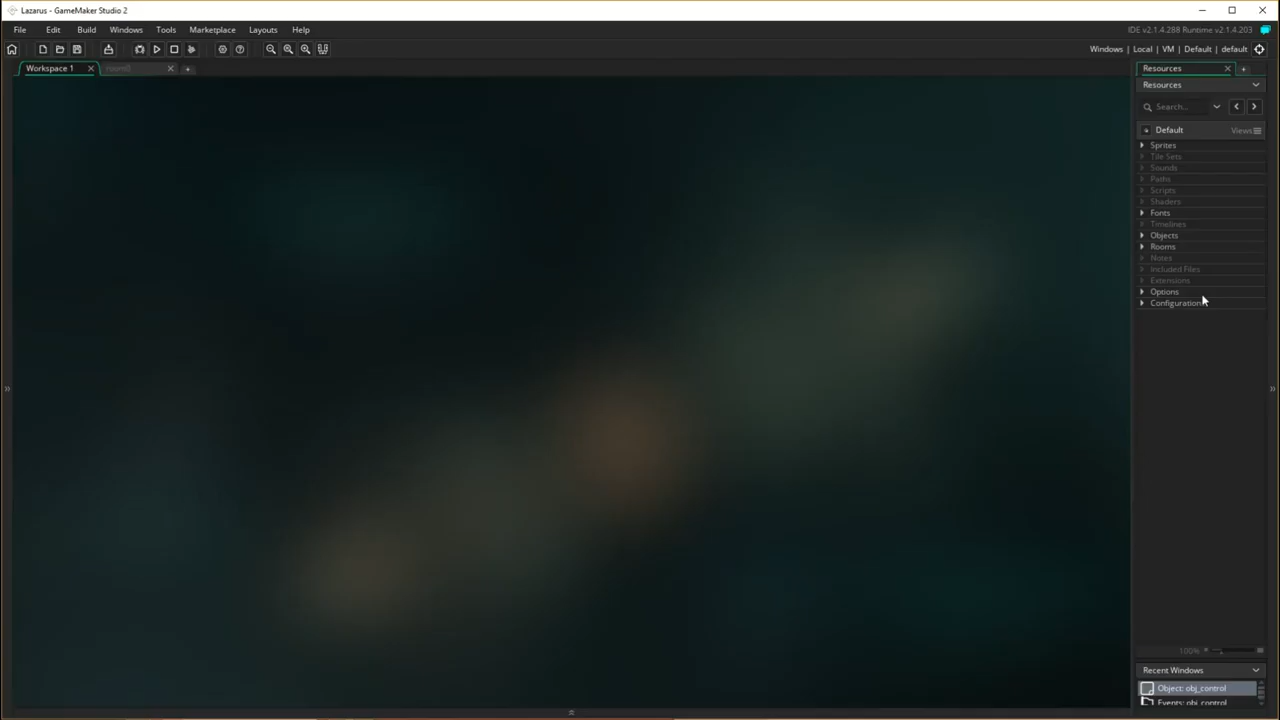 Lazarus - GameMaker Studio 2
File Edit Build Windows Tools Marketplace Layouts Help
IDE v2.1.4.288 Runtime v2.1.4.203
Windows | Local | VM | Default | default
Workspace 1
room0
Resources
Resources
Search...
Default
Views
Sprites
Tile Sets
Sounds
Paths
Scripts
Shaders
Fonts
Timelines
Objects
Rooms
Notes
Included Files
Extensions
Options
Configurations
100%
Recent Windows
Object: obj_control
Events: obj_control